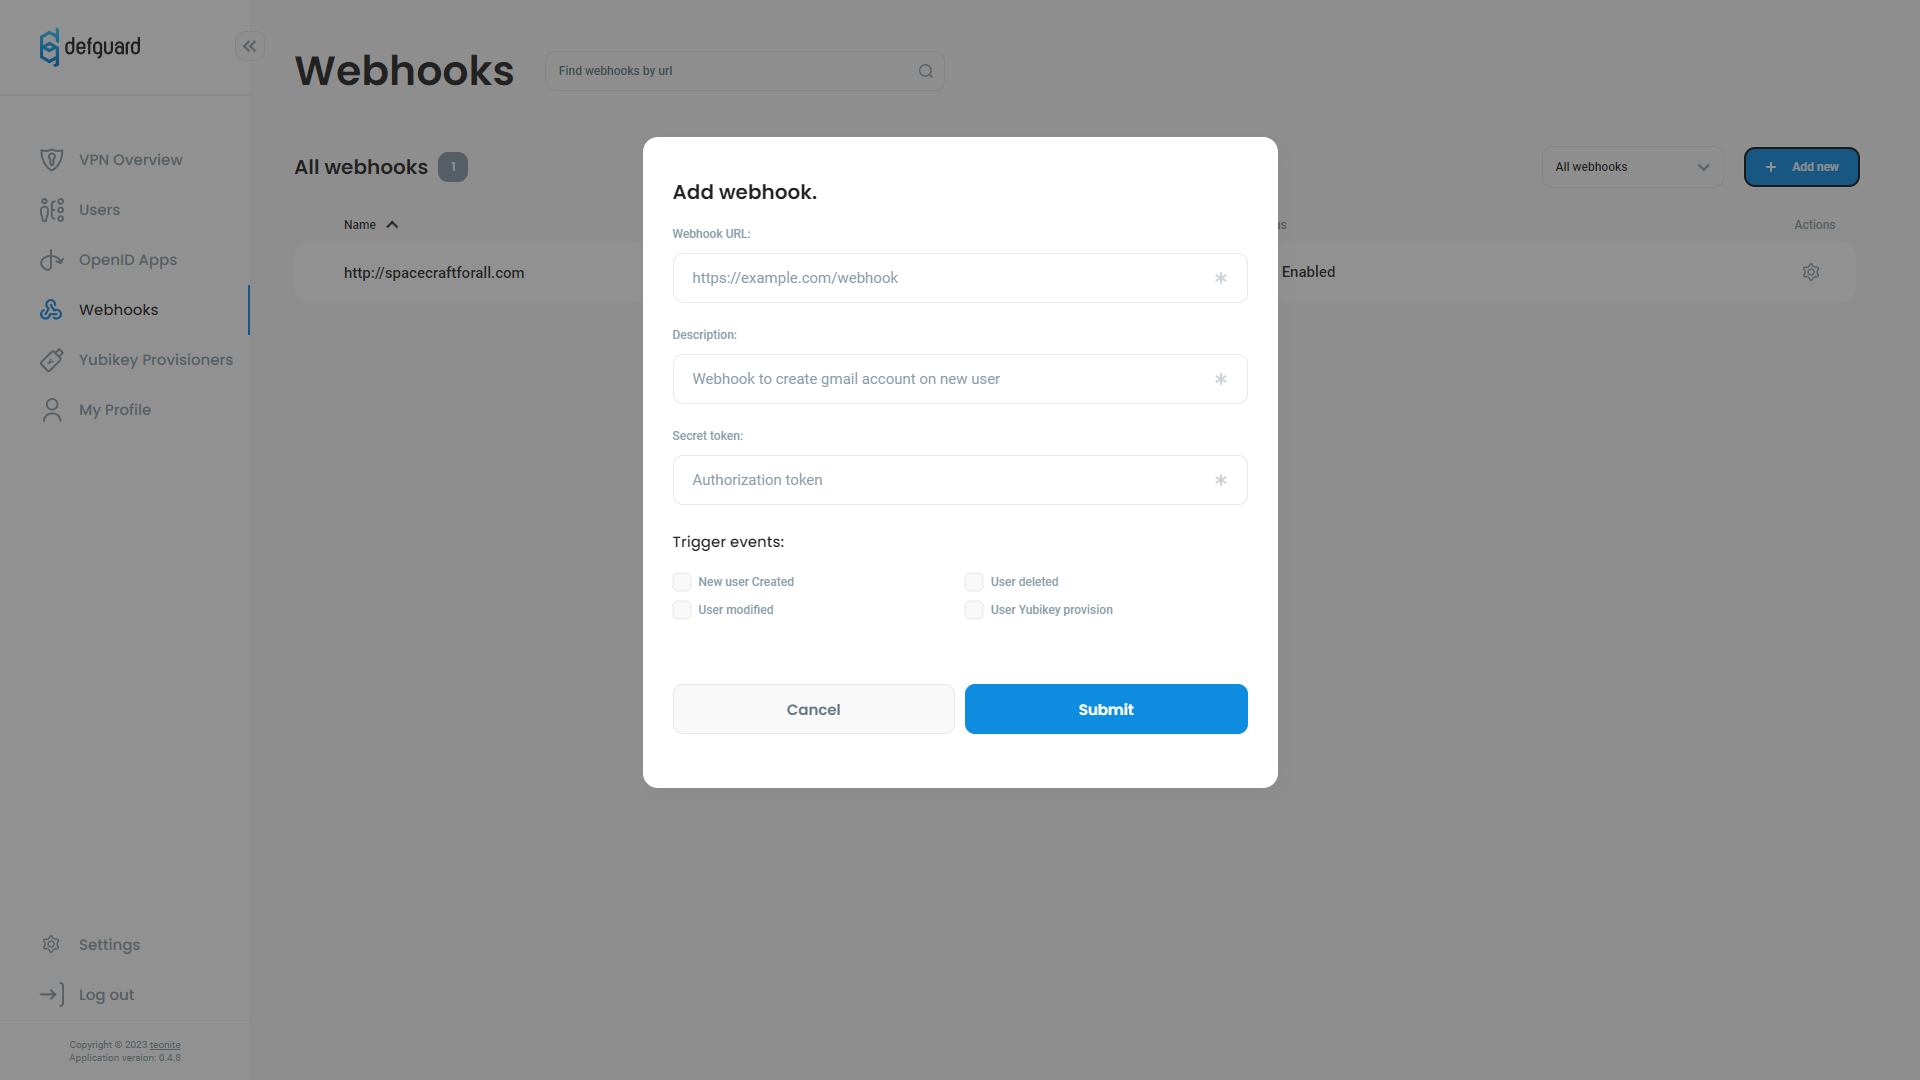 defguard
VPN Overview
Users
OpenID Apps
Webhooks
Yubikey Provisioners
My Profile
Settings
Log out
Copyright © 2023 teonite
Application version: 0.4.8
Webhooks
Find webhooks by url
All webhooks 1
All webhooks
+ Add new
Name
Actions
http://spacecraftforall.com
Enabled
Add webhook.
Webhook URL:
https://example.com/webhook *
Description:
Webhook to create gmail account on new user *
Secret token:
Authorization token *
Trigger events:
New user Created
User deleted
User modified
User Yubikey provision
Cancel
Submit